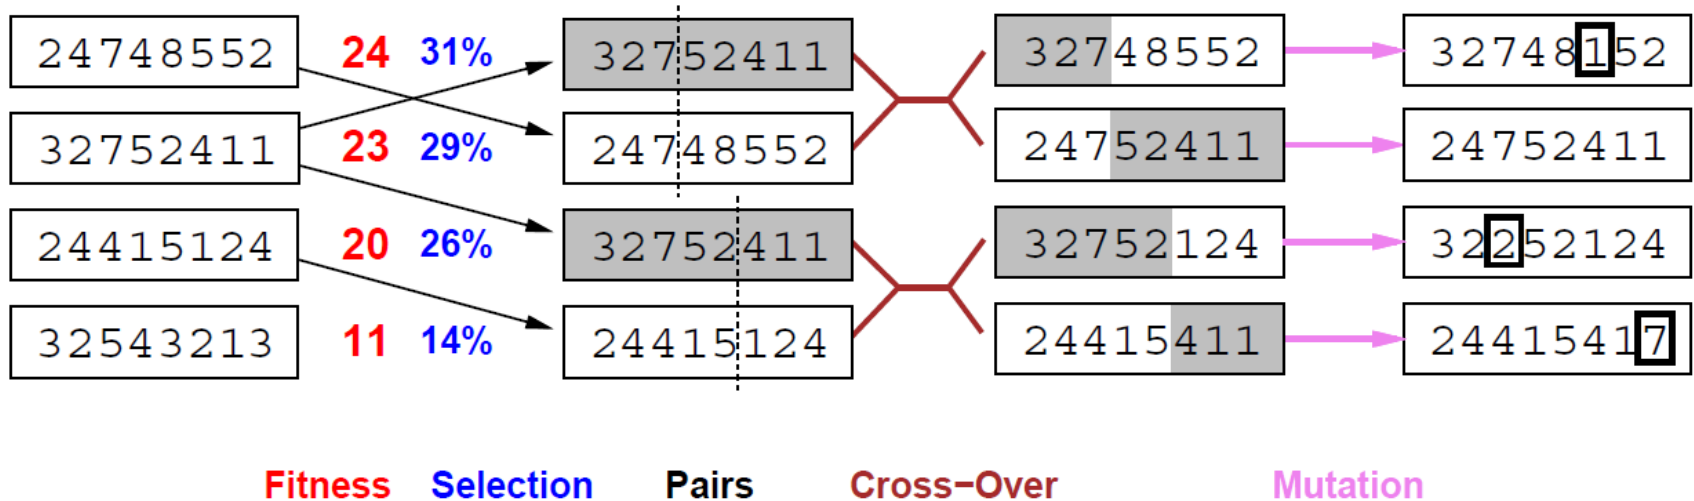 24748552 24 31% 32752411 32748552 32748152
32752411 23 29% 24748552 24752411 24752411
24415124 20 26% 32752411 32752124 32252124
32543213 11 14% 24415124 24415411 24415417
Fitness Selection Pairs Cross−Over Mutation